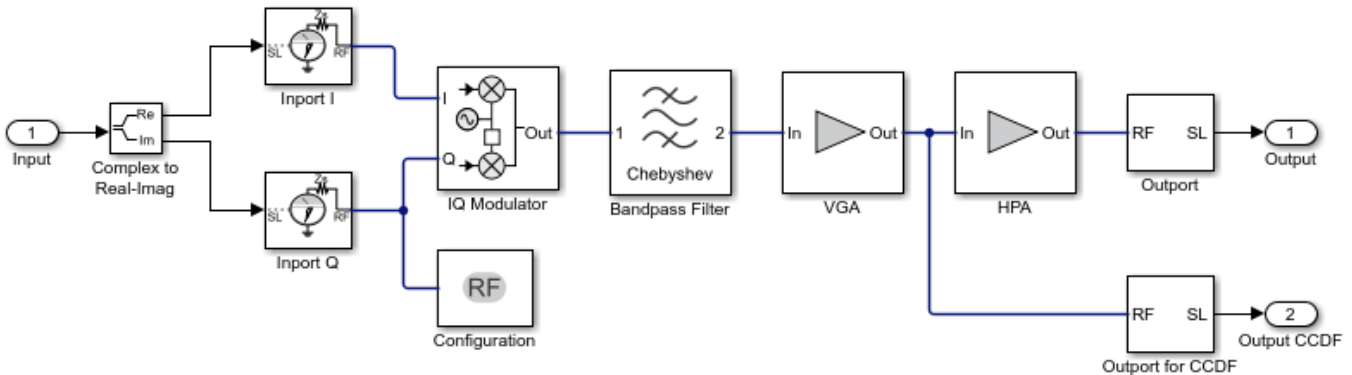 1
Input
Re
Im
Complex to
Real-Imag
Zs
SL
RF
Inport I
Zs
SL
RF
Inport Q
I
Q
Out
IQ Modulator
RF
Configuration
1
2
Chebyshev
Bandpass Filter
In
Out
VGA
In
Out
HPA
RF
SL
Outport
1
Output
RF
SL
Outport for CCDF
2
Output CCDF